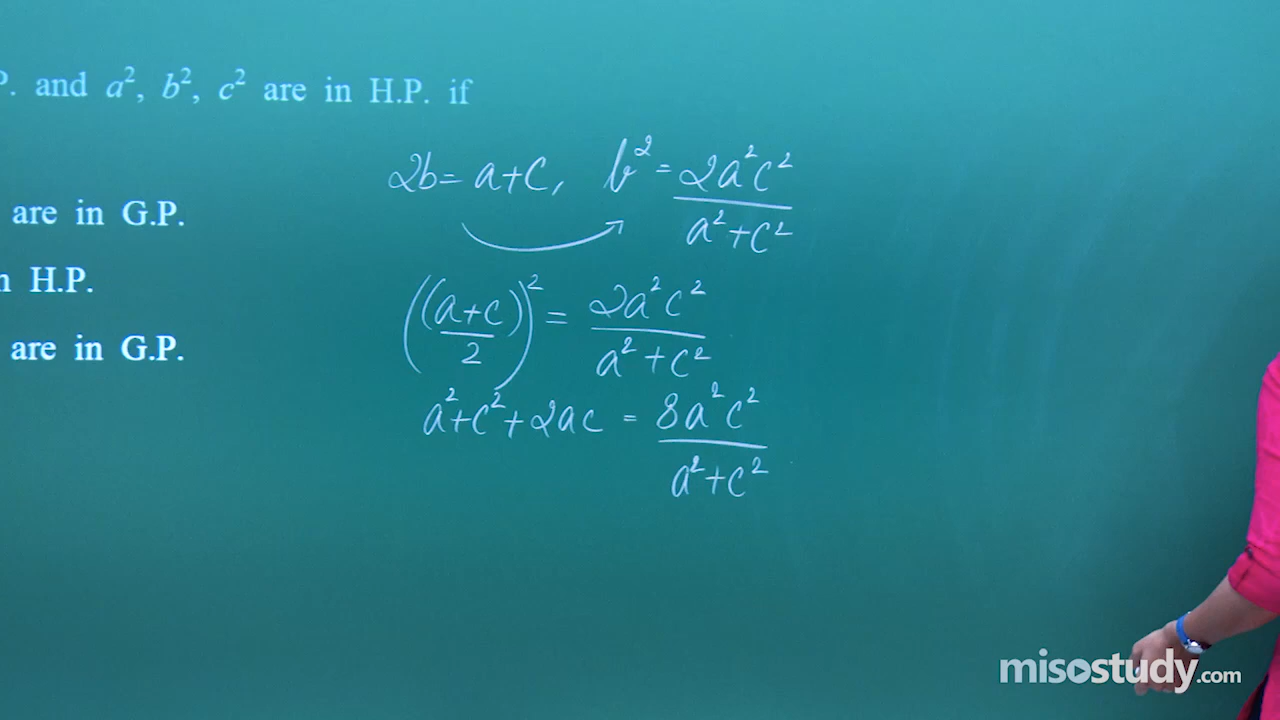 P. and a², b², c² are in H.P. if
2b = a+c, b² = 2a²c² / a²+c²
are in G.P.
n H.P.
((a+c)/2)² = 2a²c² / a²+c²
are in G.P.
a²+c²+2ac = 8a²c² / a²+c²
misostudy.com